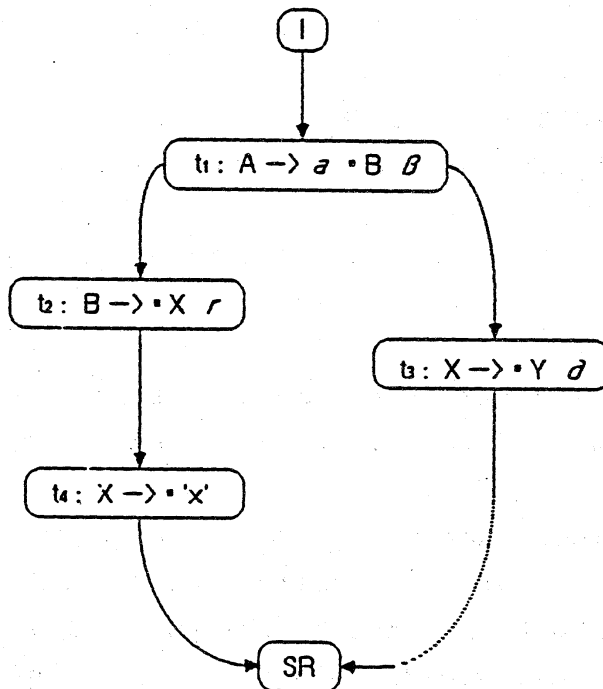 I
t₁ : A —> a • B β
t₂ : B —> • X r
t₃ : X —> • Y ∂
t₄ : X —> • 'x'
SR